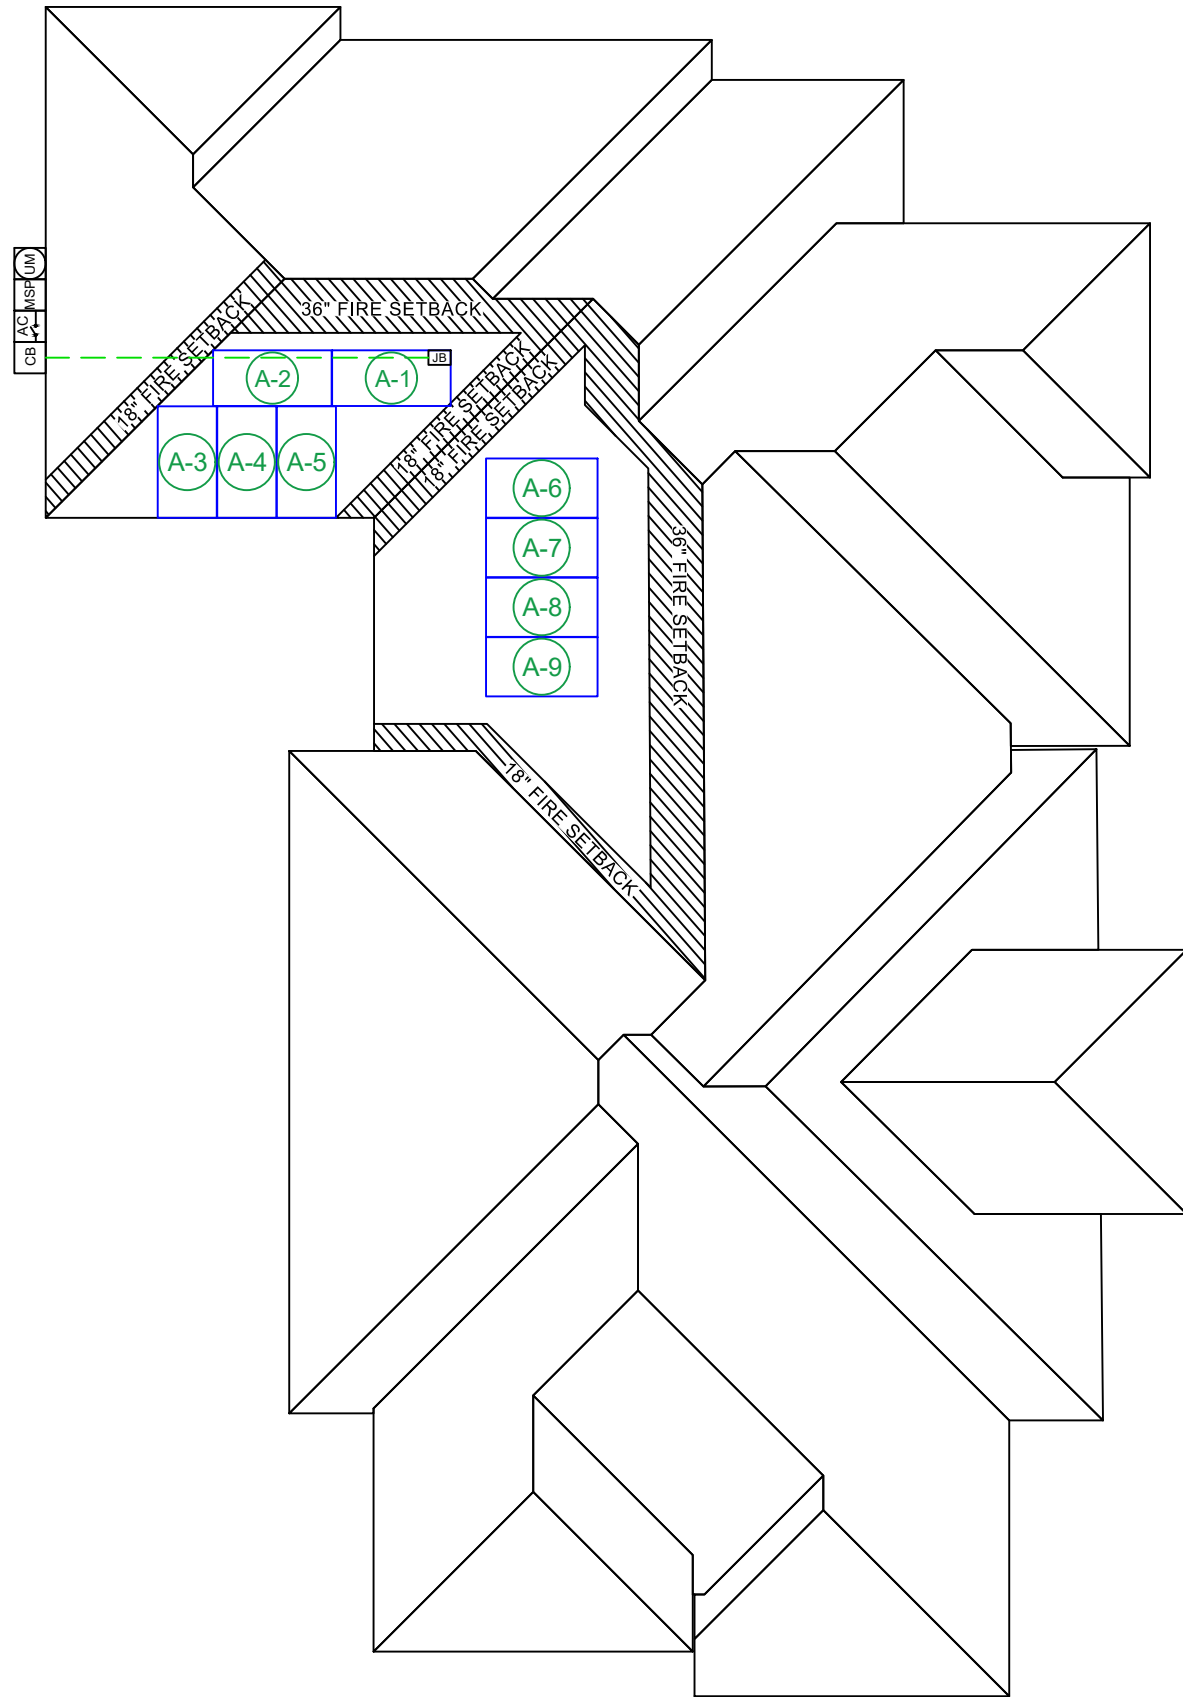 UM
MSP
AC
CB
36" FIRE SETBACK
18" FIRE SETBACK
JB
A-2
A-1
18" FIRE SETBACK
18" FIRE SETBACK
A-3
A-4
A-5
A-6
A-7
A-8
A-9
36" FIRE SETBACK
18" FIRE SETBACK